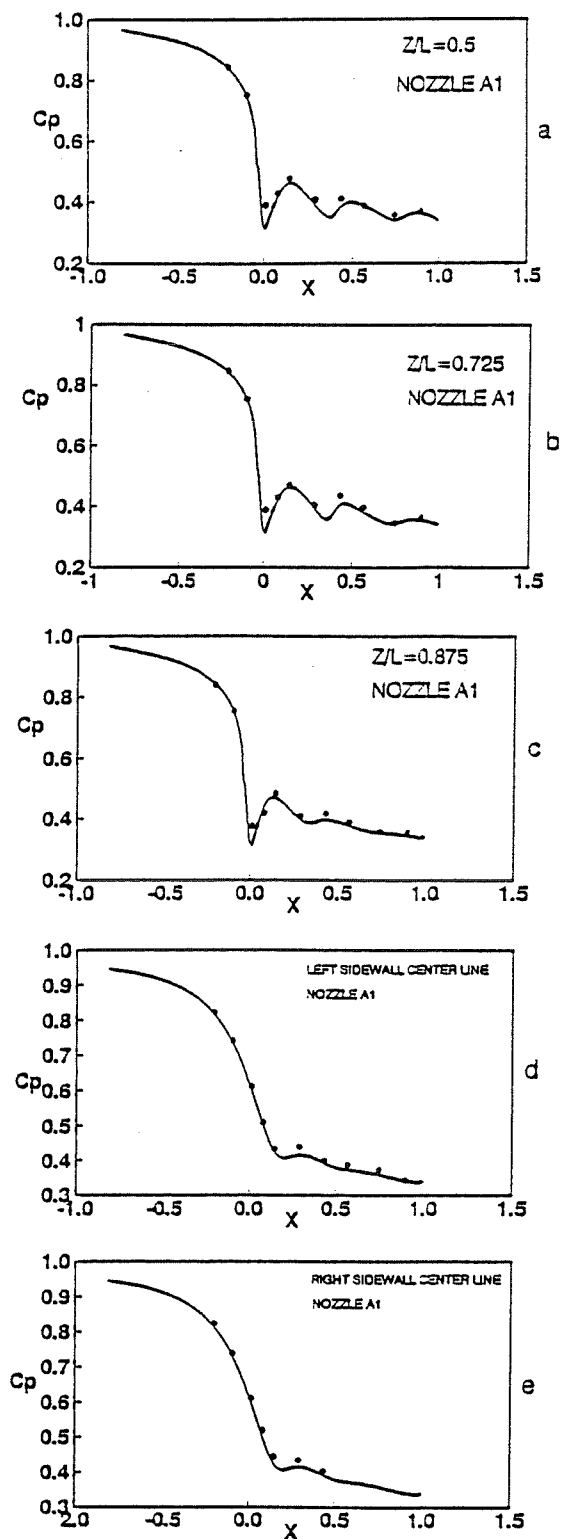 1.0
Z/L=0.5
NOZZLE A1
0.8
Cp
0.6
a
0.4
0.2
-1.0 -0.5 0.0 0.5 1.0 1.5
X
1
Z/L=0.725
NOZZLE A1
0.8
Cp
0.6
b
0.4
0.2
-1 -0.5 0 0.5 1 1.5
X
1.0
Z/L=0.875
NOZZLE A1
0.8
Cp
0.6
c
0.4
0.2
-1.0 -0.5 0.0 0.5 1.0 1.5
X
1.0
LEFT SIDEWALL CENTER LINE
NOZZLE A1
0.9
0.8
0.7
Cp
0.6
d
0.5
0.4
0.3
-1.0 -0.5 0.0 0.5 1.0 1.5
X
1.0
RIGHT SIDEWALL CENTER LINE
NOZZLE A1
0.9
0.8
0.7
Cp
0.6
e
0.5
0.4
0.3
2.0 -0.5 0.0 0.5 1.0 1.5
X